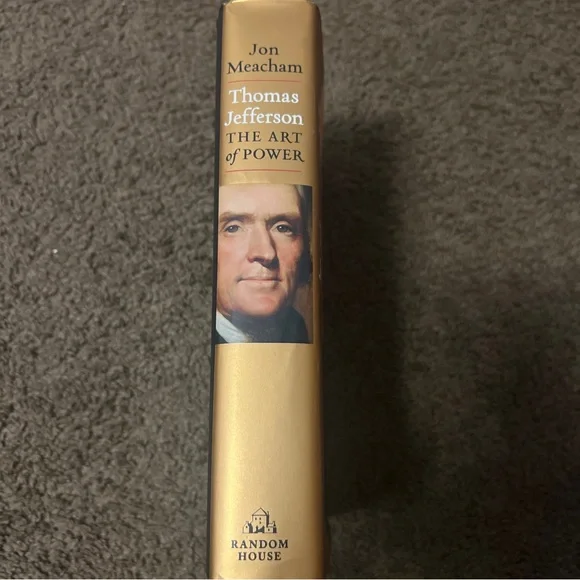 Jon
Meacham
Thomas
Jefferson
THE ART
of POWER
RANDOM
HOUSE